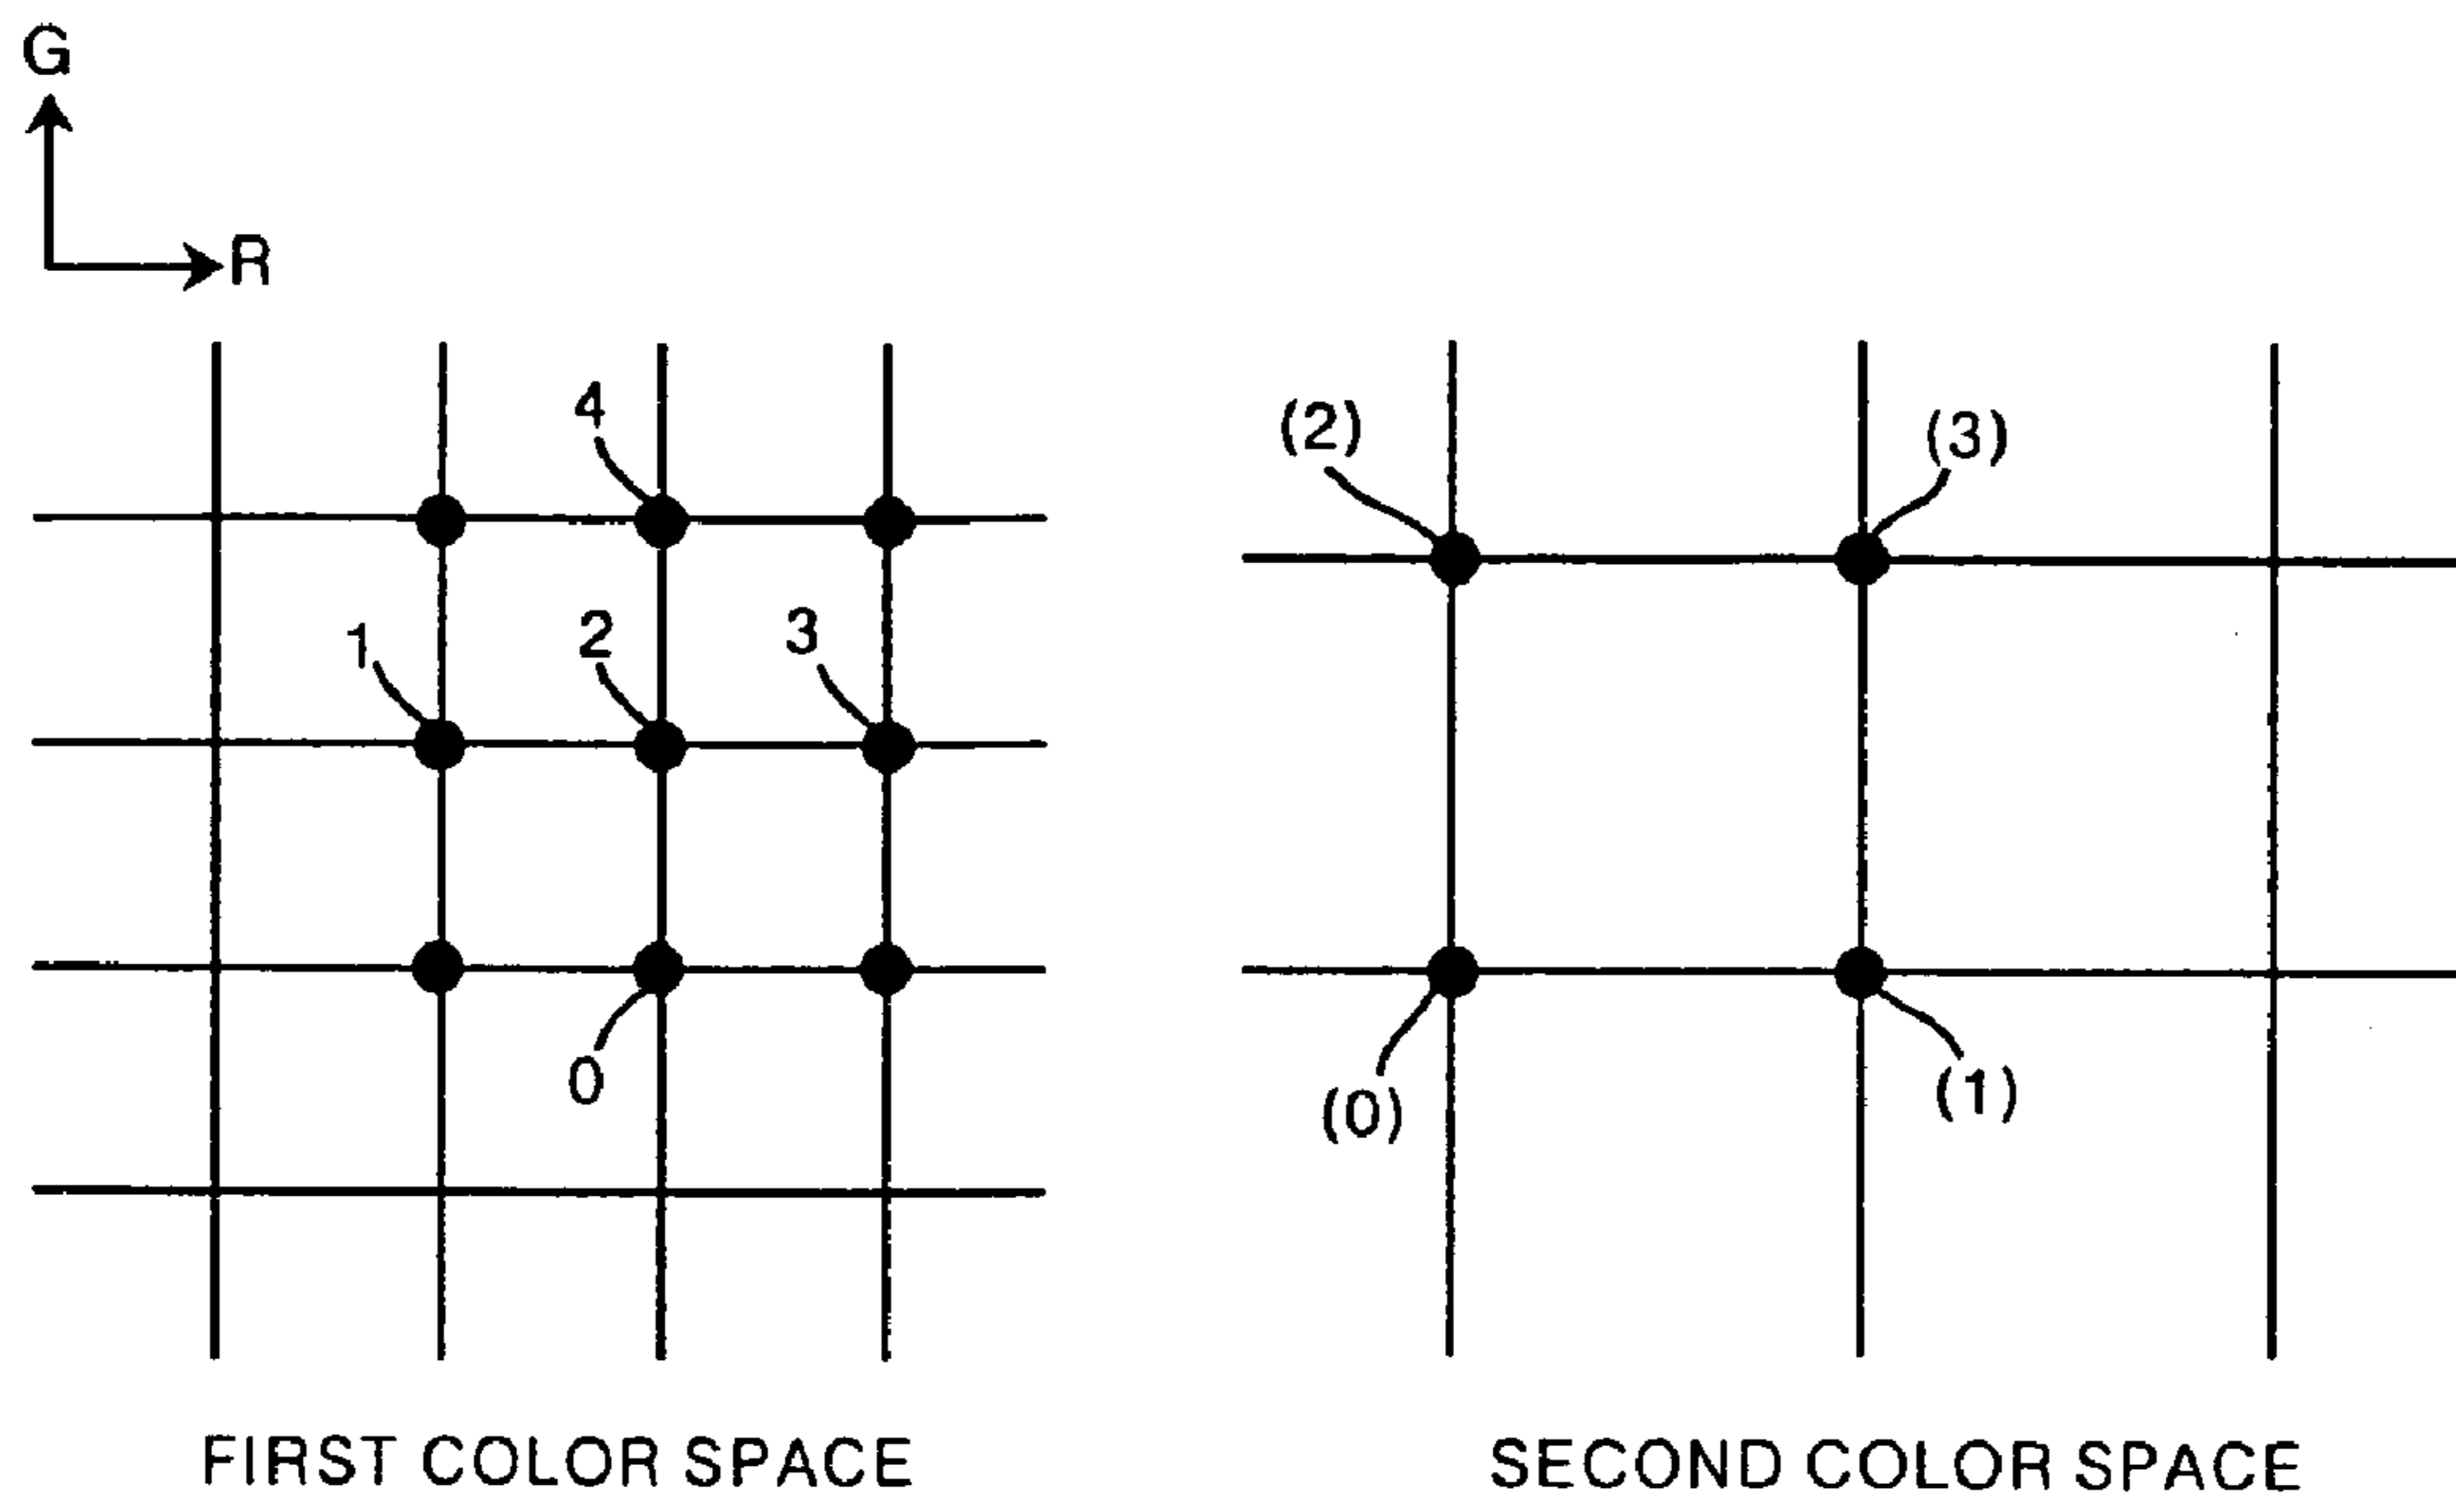 G
R
4
1
2
3
0
FIRST COLOR SPACE
(2)
(3)
(0)
(1)
SECOND COLOR SPACE